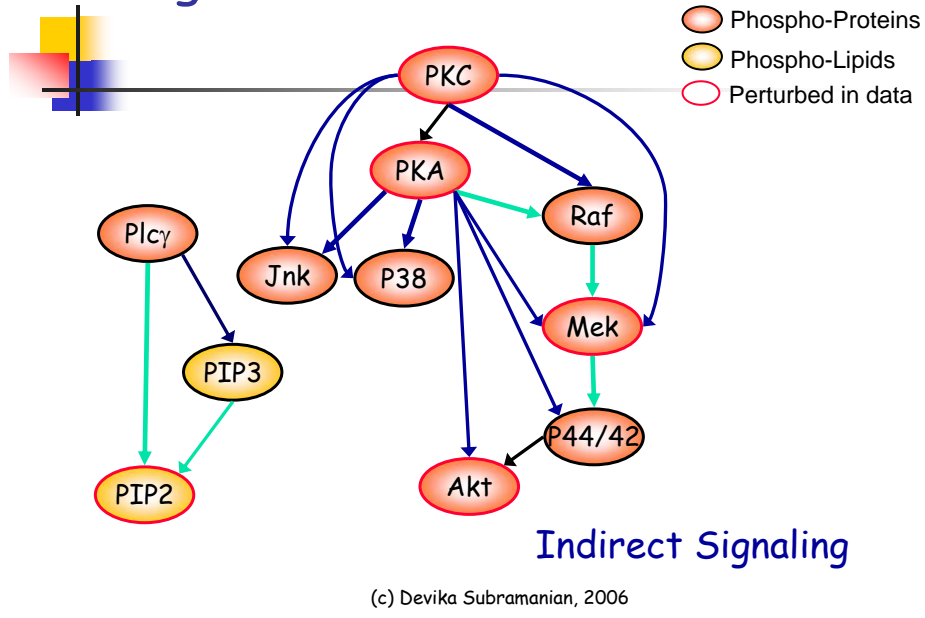 Phospho-Proteins
Phospho-Lipids
Perturbed in data
PKC
PKA
Raf
Plcγ
Jnk
P38
Mek
PIP3
P44/42
Akt
PIP2
Indirect Signaling
(c) Devika Subramanian, 2006